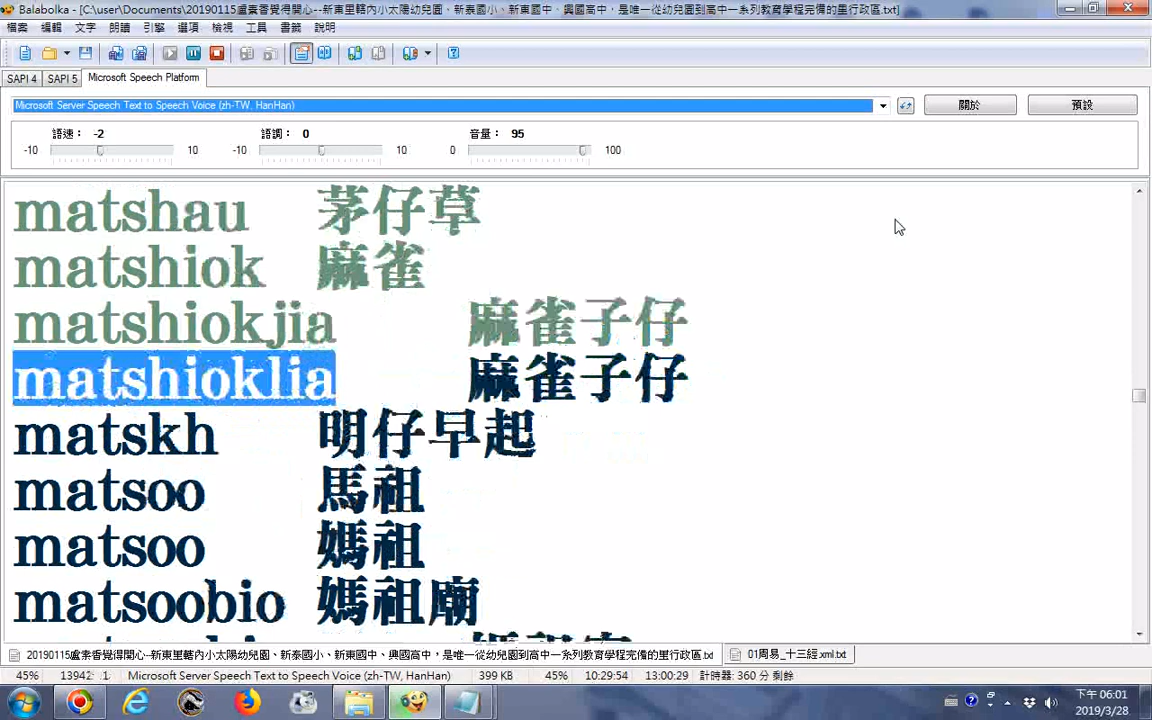 Balabolka - [C:\user\Documents\20190115盧素香覺得開心--新東里轄內小太陽幼兒園、新泰國小、新東國中、興國高中，是唯一從幼兒園到高中一系列教育學程完備的里行政區.txt]
檔案 編輯 文字 朗讀 引擎 選項 檢視 工具 書籤 說明
SAPI 4 SAPI 5 Microsoft Speech Platform
Microsoft Server Speech Text to Speech Voice (zh-TW, HanHan) 關於 預設
語速： -2 語調： 0 音量： 95
-10 10 -10 10 0 100
matshau 茅仔草
matshiok 麻雀
matshiokjia 麻雀子仔
matshioklia 麻雀子仔
matskh 明仔早起
matsoo 馬祖
matsoo 媽祖
matsoobio 媽祖廟
20190115盧素香覺得開心--新東里轄內小太陽幼兒園、新泰國小、新東國中、興國高中，是唯一從幼兒園到高中一系列教育學程完備的里行政區.txt 01周易_十三經.txt
45% Microsoft Server Speech Text to Speech Voice (zh-TW, HanHan) 399 KB 45% 10:29:54 13:00:29 計時器: 360 分 剩餘
下午 06:01
2019/3/28